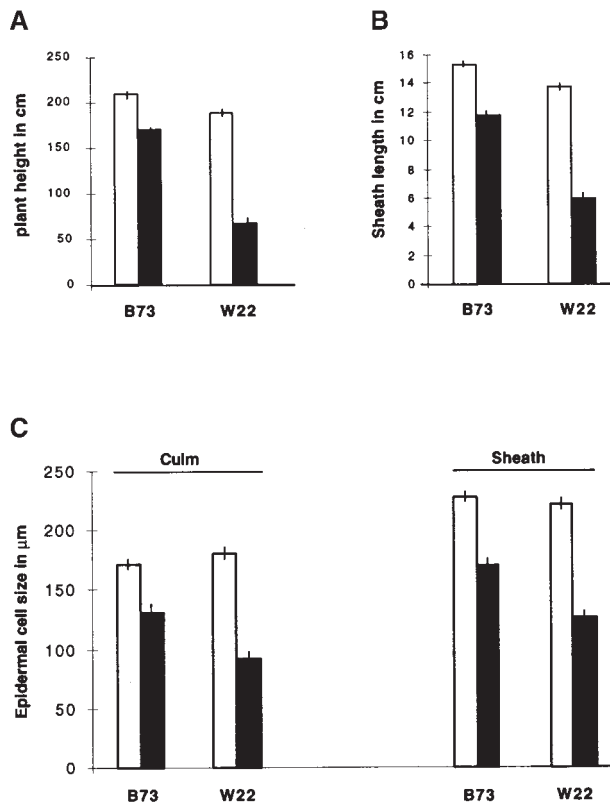 A
plant height in cm
250
200
150
100
50
0
B73 W22
B
Sheath length in cm
16
14
12
10
8
6
4
2
0
B73 W22
C
Culm Sheath
Epidermal cell size in μm
250
200
150
100
50
0
B73 W22 B73 W22